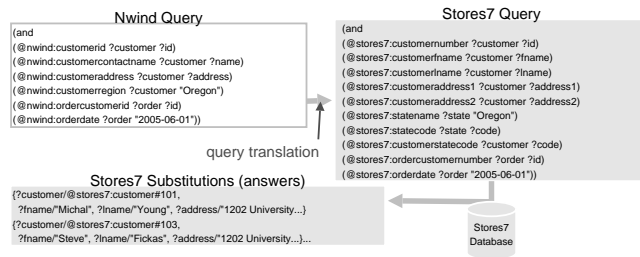 Nwind Query
(and
(@nwind:customerid ?customer ?id)
(@nwind:customercontactname ?customer ?name)
(@nwind:customeraddress ?customer ?address)
(@nwind:customerregion ?customer "Oregon")
(@nwind:ordercustomerid ?order ?id)
(@nwind:orderdate ?order "2005-06-01"))
Stores7 Query
(and
(@stores7:customernumber ?customer ?id)
(@stores7:customerfname ?customer ?fname)
(@stores7:customerlname ?customer ?lname)
(@stores7:customeraddress1 ?customer ?address1)
(@stores7:customeraddress2 ?customer ?address2)
(@stores7:statename ?state "Oregon")
(@stores7:statecode ?state ?code)
(@stores7:customerstatecode ?customer ?code)
(@stores7:ordercustomernumber ?order ?id)
(@stores7:orderdate ?order "2005-06-01"))
query translation
Stores7 Substitutions (answers)
{?customer/@stores7:customer#101,
?fname/"Michal", ?lname/"Young", ?address/"1202 University...}
{?customer/@stores7:customer#103,
?fname/"Steve", ?lname/"Fickas", ?address/"1202 University...}...
Stores7
Database